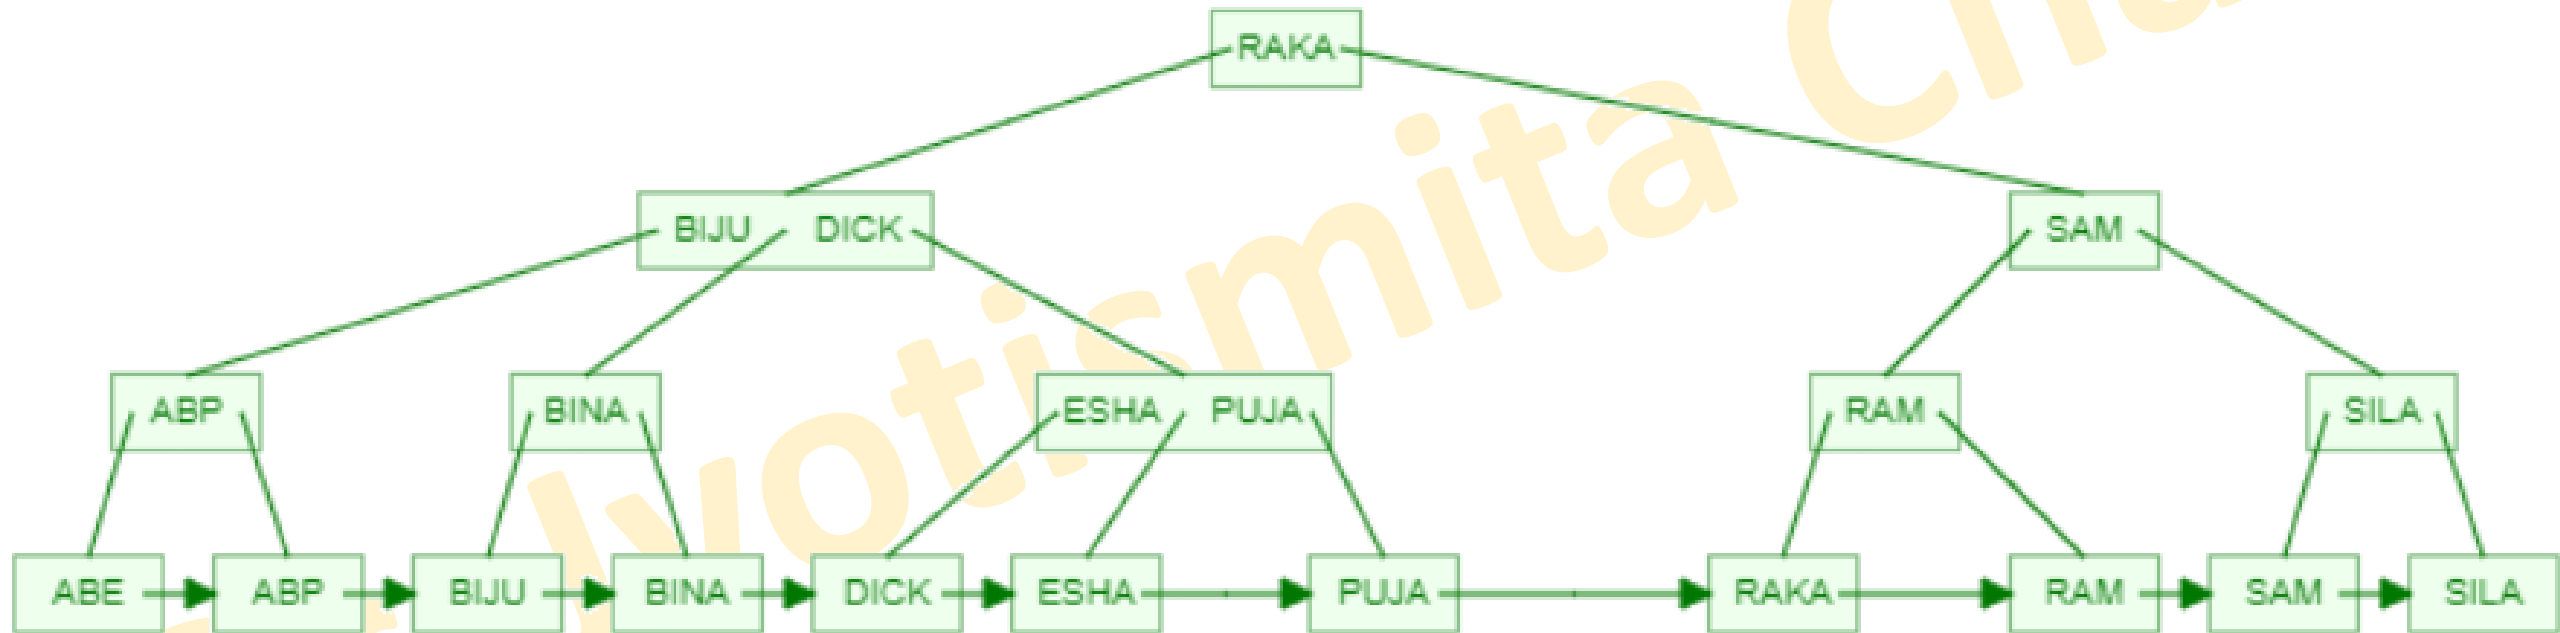 RAKA
BIJU DICK SAM
ABP BINA ESHA PUJA RAM SILA
ABE ABP BIJU BINA DICK ESHA PUJA RAKA RAM SAM SILA
Jyotismita